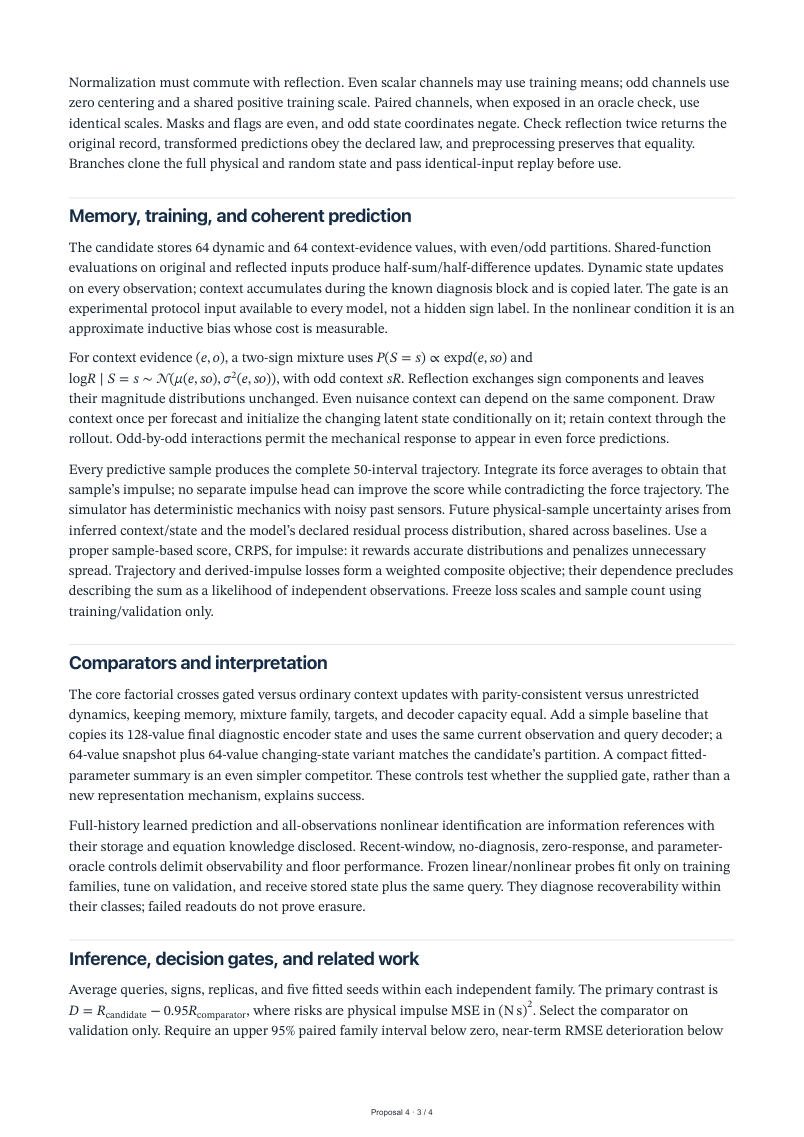 Normalization must commute with reflection. Even scalar channels may use training means; odd channels use
zero centering and a shared positive training scale. Paired channels, when exposed in an oracle check, use
identical scales. Masks and flags are even, and odd state coordinates negate. Check reflection twice returns the
original record, transformed predictions obey the declared law, and preprocessing preserves that equality.
Branches clone the full physical and random state and pass identical-input replay before use.
Memory, training, and coherent prediction
The candidate stores 64 dynamic and 64 context-evidence values, with even/odd partitions. Shared-function
evaluations on original and reflected inputs produce half-sum/half-difference updates. Dynamic state updates
on every observation; context accumulates during the known diagnosis block and is copied later. The gate is an
experimental protocol input available to every model, not a hidden sign label. In the nonlinear condition it is an
approximate inductive bias whose cost is measurable.
For context evidence (e, o), a two-sign mixture uses P(S = s) ∝ expd(e, so) and
logR | S = s ∼ 𝒩(μ(e, so), σ²(e, so)), with odd context sR. Reflection exchanges sign components and leaves
their magnitude distributions unchanged. Even nuisance context can depend on the same component. Draw
context once per forecast and initialize the changing latent state conditionally on it; retain context through the
rollout. Odd-by-odd interactions permit the mechanical response to appear in even force predictions.
Every predictive sample produces the complete 50-interval trajectory. Integrate its force averages to obtain that
sample’s impulse; no separate impulse head can improve the score while contradicting the force trajectory. The
simulator has deterministic mechanics with noisy past sensors. Future physical-sample uncertainty arises from
inferred context/state and the model’s declared residual process distribution, shared across baselines. Use a
proper sample-based score, CRPS, for impulse: it rewards accurate distributions and penalizes unnecessary
spread. Trajectory and derived-impulse losses form a weighted composite objective; their dependence precludes
describing the sum as a likelihood of independent observations. Freeze loss scales and sample count using
training/validation only.
Comparators and interpretation
The core factorial crosses gated versus ordinary context updates with parity-consistent versus unrestricted
dynamics, keeping memory, mixture family, targets, and decoder capacity equal. Add a simple baseline that
copies its 128-value final diagnostic encoder state and uses the same current observation and query decoder; a
64-value snapshot plus 64-value changing-state variant matches the candidate’s partition. A compact fitted-
parameter summary is an even simpler competitor. These controls test whether the supplied gate, rather than a
new representation mechanism, explains success.
Full-history learned prediction and all-observations nonlinear identification are information references with
their storage and equation knowledge disclosed. Recent-window, no-diagnosis, zero-response, and parameter-
oracle controls delimit observability and floor performance. Frozen linear/nonlinear probes fit only on training
families, tune on validation, and receive stored state plus the same query. They diagnose recoverability within
their classes; failed readouts do not prove erasure.
Inference, decision gates, and related work
Average queries, signs, replicas, and five fitted seeds within each independent family. The primary contrast is
D = R_candidate − 0.95R_comparator, where risks are physical impulse MSE in (N s)². Select the comparator on
validation only. Require an upper 95% paired family interval below zero, near-term RMSE deterioration below
Proposal 4 · 3 / 4